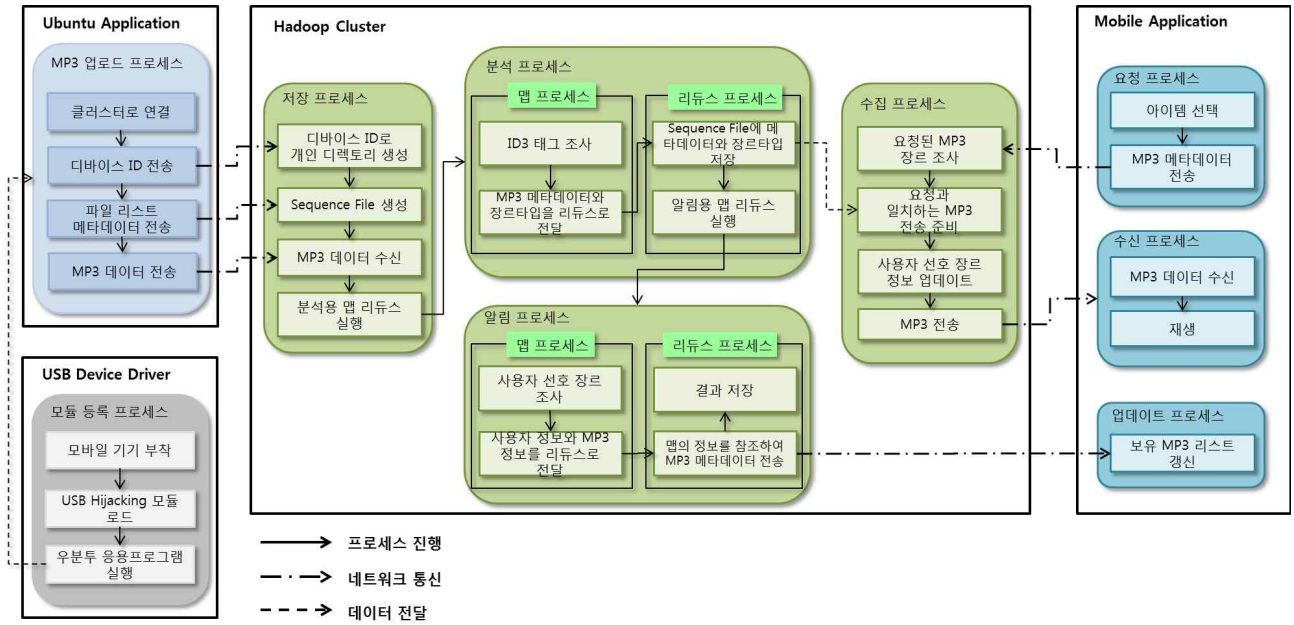 Ubuntu Application
MP3 업로드 프로세스
클러스터로 연결
디바이스 ID 전송
파일 리스트
메타데이터 전송
MP3 데이터 전송
USB Device Driver
모듈 등록 프로세스
모바일 기기 부착
USB Hijacking 모듈
로드
우분투 응용프로그램
실행
Hadoop Cluster
저장 프로세스
디바이스 ID로
개인 디렉토리 생성
Sequence File 생성
MP3 데이터 수신
분석용 맵 리듀스
실행
분석 프로세스
맵 프로세스
ID3 태그 조사
MP3 메타데이터와
장르타입을 리듀스로
전달
리듀스 프로세스
Sequence File에 메
타데이터와 장르타입
저장
알림용 맵 리듀스
실행
알림 프로세스
맵 프로세스
사용자 선호 장르
조사
사용자 정보와 MP3
정보를 리듀스로
전달
리듀스 프로세스
결과 저장
맵의 정보를 참조하여
MP3 메타데이터 전송
수집 프로세스
요청된 MP3
장르 조사
요청과
일치하는 MP3
전송 준비
사용자 선호 장르
정보 업데이트
MP3 전송
Mobile Application
요청 프로세스
아이템 선택
MP3 메타데이터
전송
수신 프로세스
MP3 데이터 수신
재생
업데이트 프로세스
보유 MP3 리스트
갱신
프로세스 진행
네트워크 통신
데이터 전달